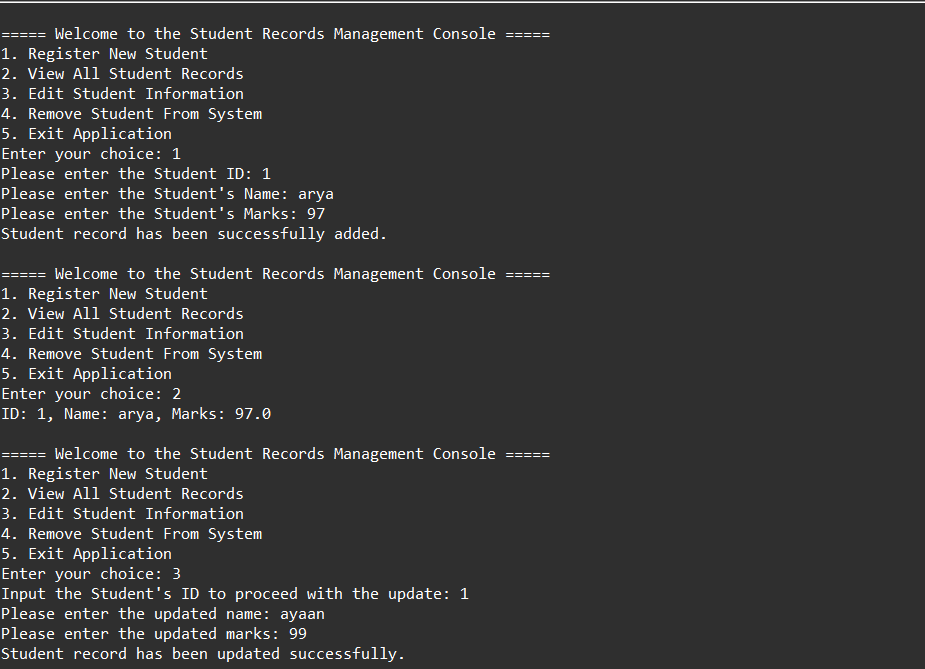 ===== Welcome to the Student Records Management Console =====
1. Register New Student
2. View All Student Records
3. Edit Student Information
4. Remove Student From System
5. Exit Application
Enter your choice: 1
Please enter the Student ID: 1
Please enter the Student's Name: arya
Please enter the Student's Marks: 97
Student record has been successfully added.

===== Welcome to the Student Records Management Console =====
1. Register New Student
2. View All Student Records
3. Edit Student Information
4. Remove Student From System
5. Exit Application
Enter your choice: 2
ID: 1, Name: arya, Marks: 97.0

===== Welcome to the Student Records Management Console =====
1. Register New Student
2. View All Student Records
3. Edit Student Information
4. Remove Student From System
5. Exit Application
Enter your choice: 3
Input the Student's ID to proceed with the update: 1
Please enter the updated name: ayaan
Please enter the updated marks: 99
Student record has been updated successfully.